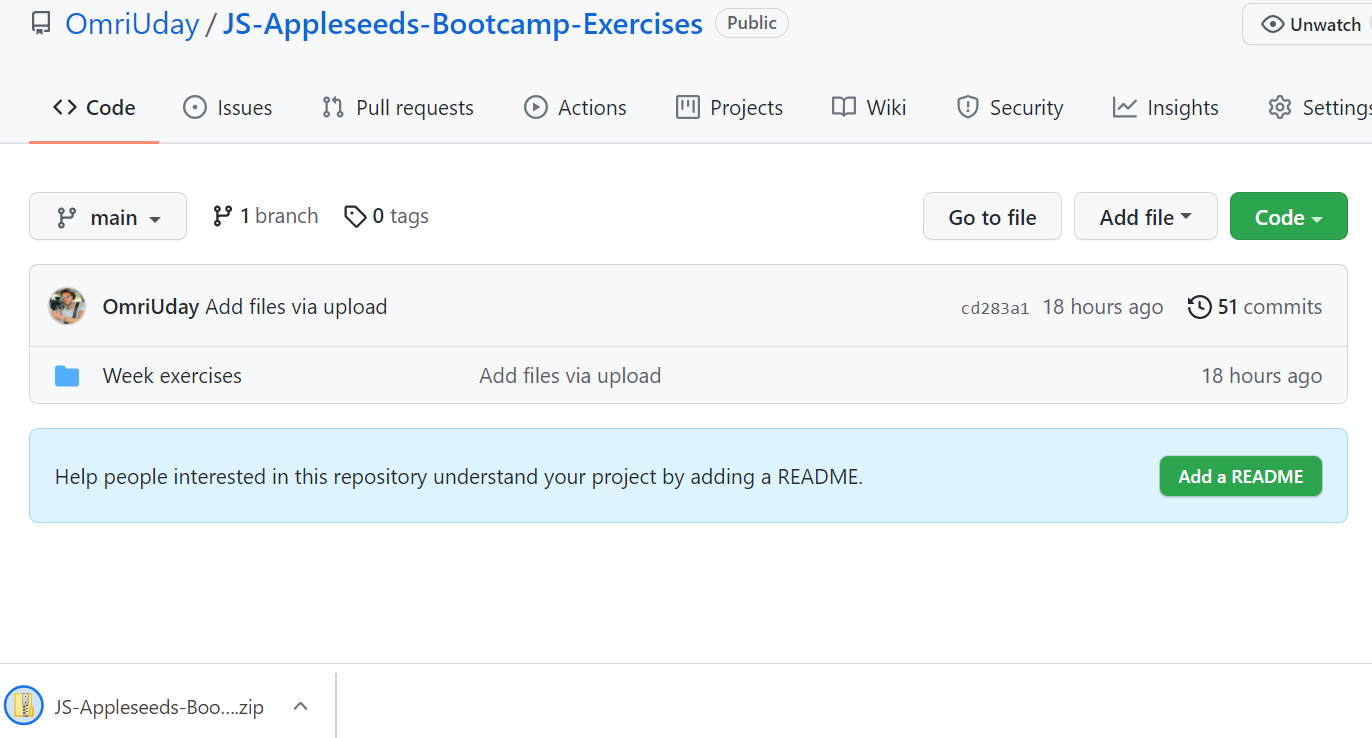 OmriUday / JS-Appleseeds-Bootcamp-Exercises Public Unwatch
Code Issues Pull requests Actions Projects Wiki Security Insights Settings
main 1 branch 0 tags Go to file Add file Code
OmriUday Add files via upload cd283a1 18 hours ago 51 commits
Week exercises Add files via upload 18 hours ago
Help people interested in this repository understand your project by adding a README. Add a README
JS-Appleseeds-Boo....zip